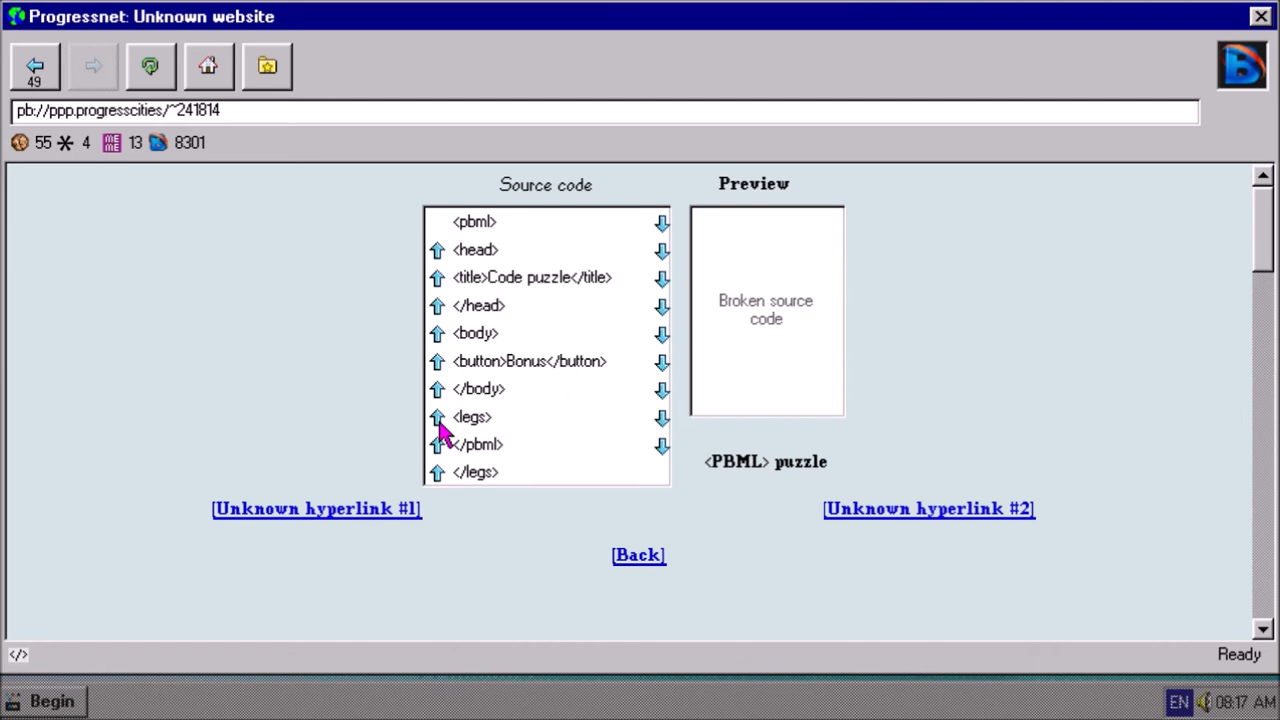 Progressnet: Unknown website
49
pb://ppp.progresscities/~241814
55 4 ME ME 13 8301
Source code
Preview
<pbml>
<head>
<title>Code puzzle</title>
</head>
<body>
<button>Bonus</button>
</body>
<legs>
</pbml>
</legs>
Broken source
code
<PBML> puzzle
[Unknown hyperlink #1]
[Unknown hyperlink #2]
[Back]
</>
Ready
Begin
EN 08:17 AM